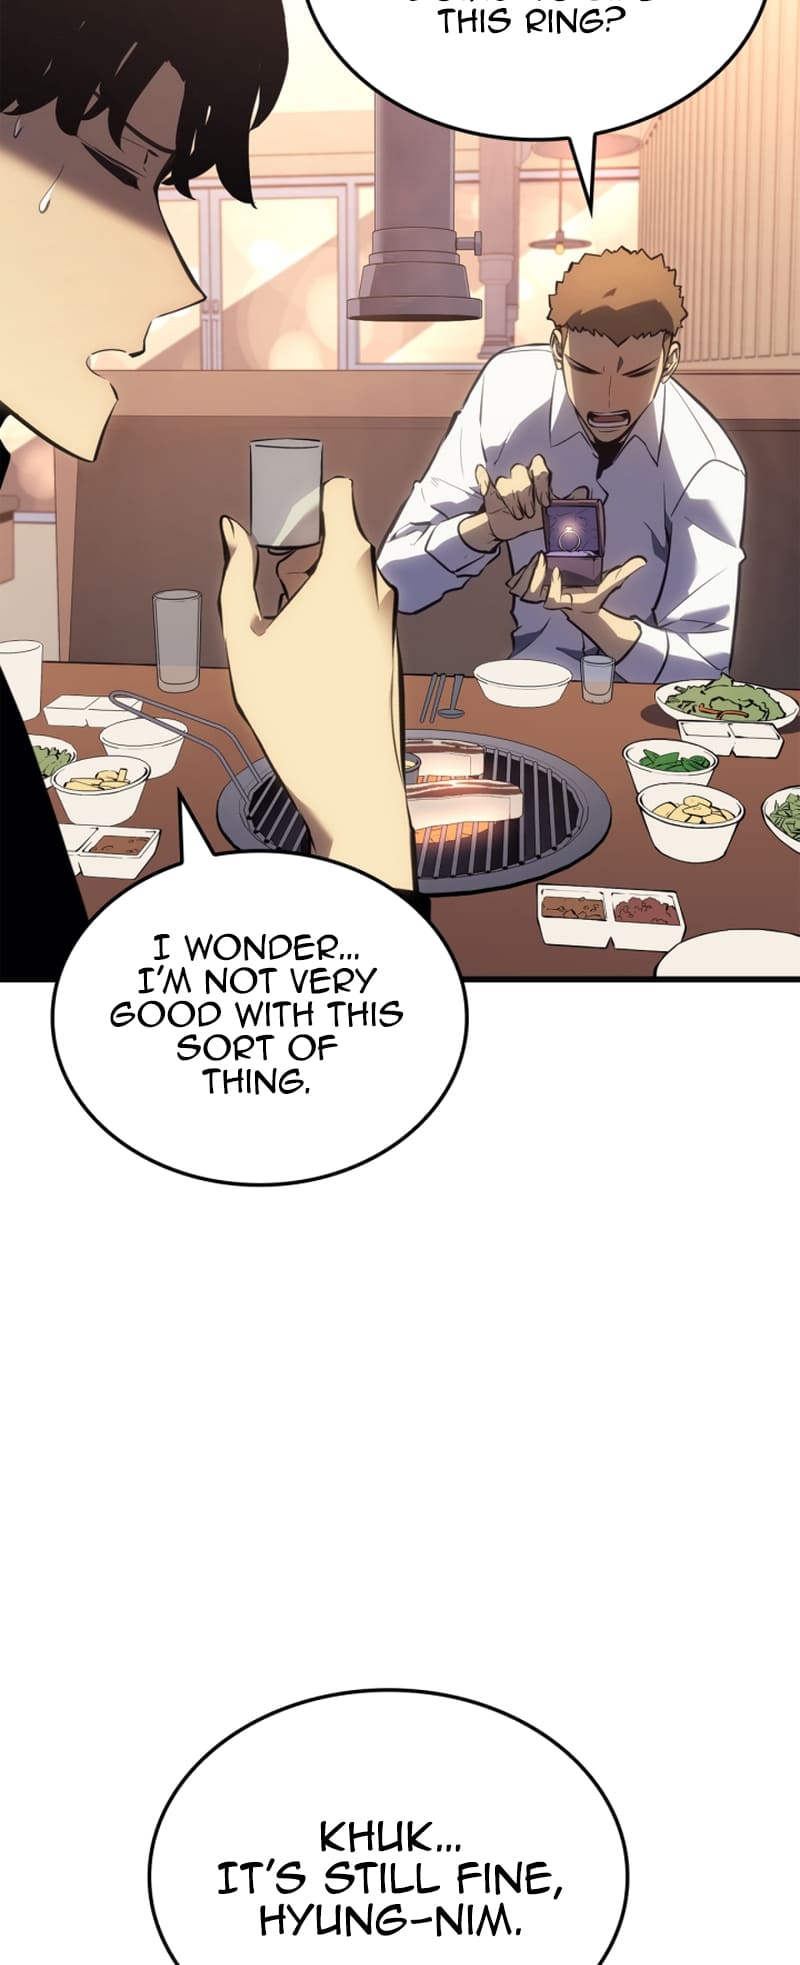 THIS RING?
I WONDER...
I'M NOT VERY
GOOD WITH THIS
SORT OF
THING.
KHUK...
IT'S STILL FINE,
HYUNG-NIM.